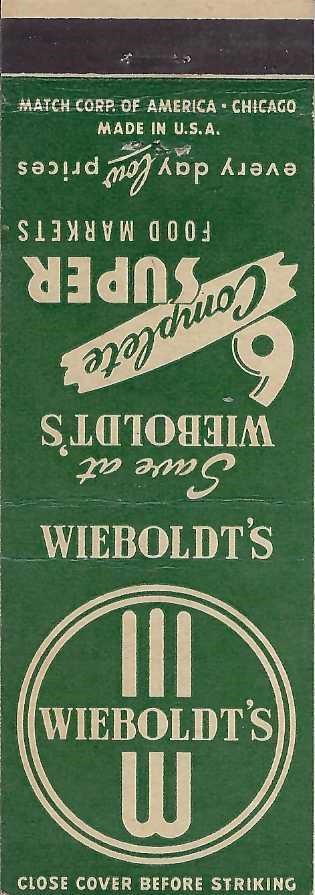 MATCH CORP. OF AMERICA · CHICAGO
MADE IN U.S.A.
Save at
WIEBOLDT'S
6 Complete
SUPER
FOOD MARKETS
every day low prices
WIEBOLDT'S
W
WIEBOLDT'S
CLOSE COVER BEFORE STRIKING